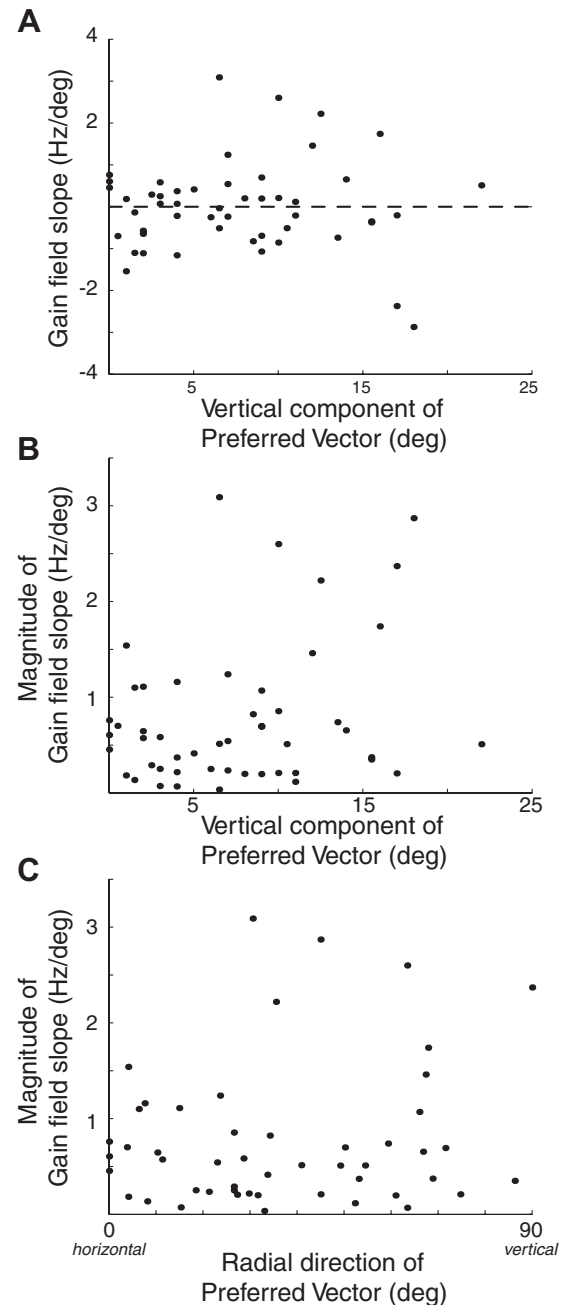 A
4
2
-2
-4
Gain field slope (Hz/deg)
5
15
25
Vertical component of
Preferred Vector (deg)
B
3
2
1
Magnitude of
Gain field slope (Hz/deg)
5
15
25
Vertical component of
Preferred Vector (deg)
C
3
2
1
Magnitude of
Gain field slope (Hz/deg)
0
90
horizontal
vertical
Radial direction of
Preferred Vector (deg)